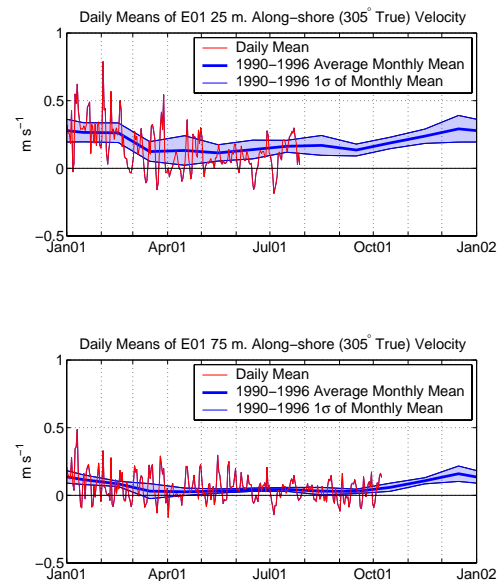 Daily Means of E01 25 m. Along−shore (305° True) Velocity
1
0.5
0
−0.5
m s⁻¹
Daily Mean
1990−1996 Average Monthly Mean
1990−1996 1σ of Monthly Mean
Jan01 Apr01 Jul01 Oct01 Jan02
Daily Means of E01 75 m. Along−shore (305° True) Velocity
1
0.5
0
−0.5
m s⁻¹
Daily Mean
1990−1996 Average Monthly Mean
1990−1996 1σ of Monthly Mean
Jan01 Apr01 Jul01 Oct01 Jan02